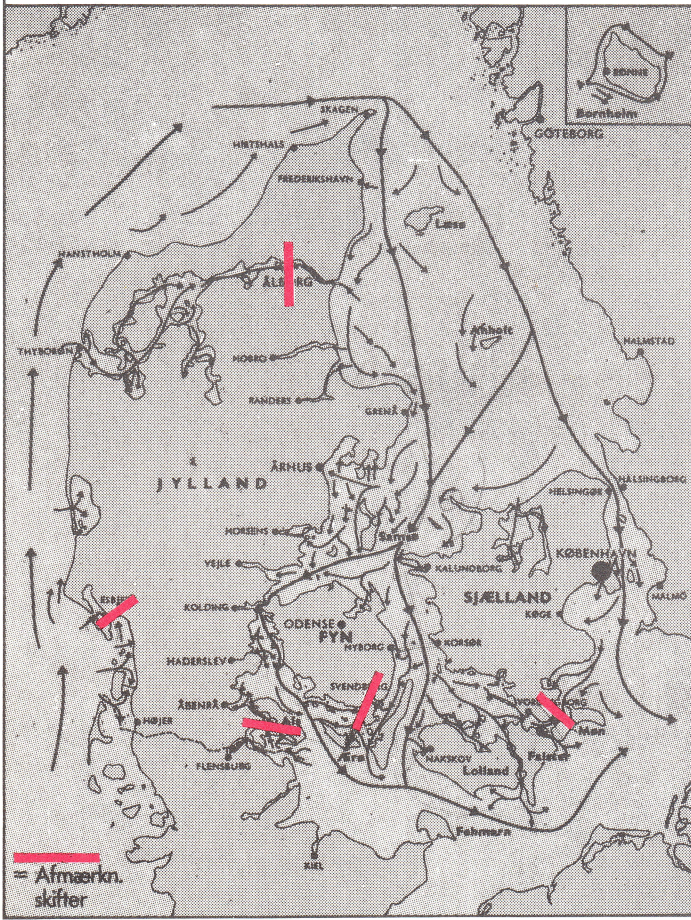 SKAGEN
RØNNE
Bornholm
GÖTEBORG
HIRTSHALS
FREDERIKSHAVN
Læsø
HANSTHOLM
ÅLBORG
THYBORØN
Anholt
HALMSTAD
HOBRO
RANDERS
GRENÅ
ÅRHUS
JYLLAND
HELSINGØR
HÄLSINGBORG
HORSENS
Samsø
KØBENHAVN
VEJLE
KALUNDBORG
MALMÖ
ESBJERG
KOLDING
SJÆLLAND
KØGE
ODENSE
FYN
NYBORG
KORSØR
HADERSLEV
SVENDBORG
ÅBENRÅ
Als
VORDINGBORG
HØJER
Møn
FLENSBURG
Ærø
NAKSKOV
Falster
Lolland
Fehmarn
KIEL
= Afmærkn.
skifter